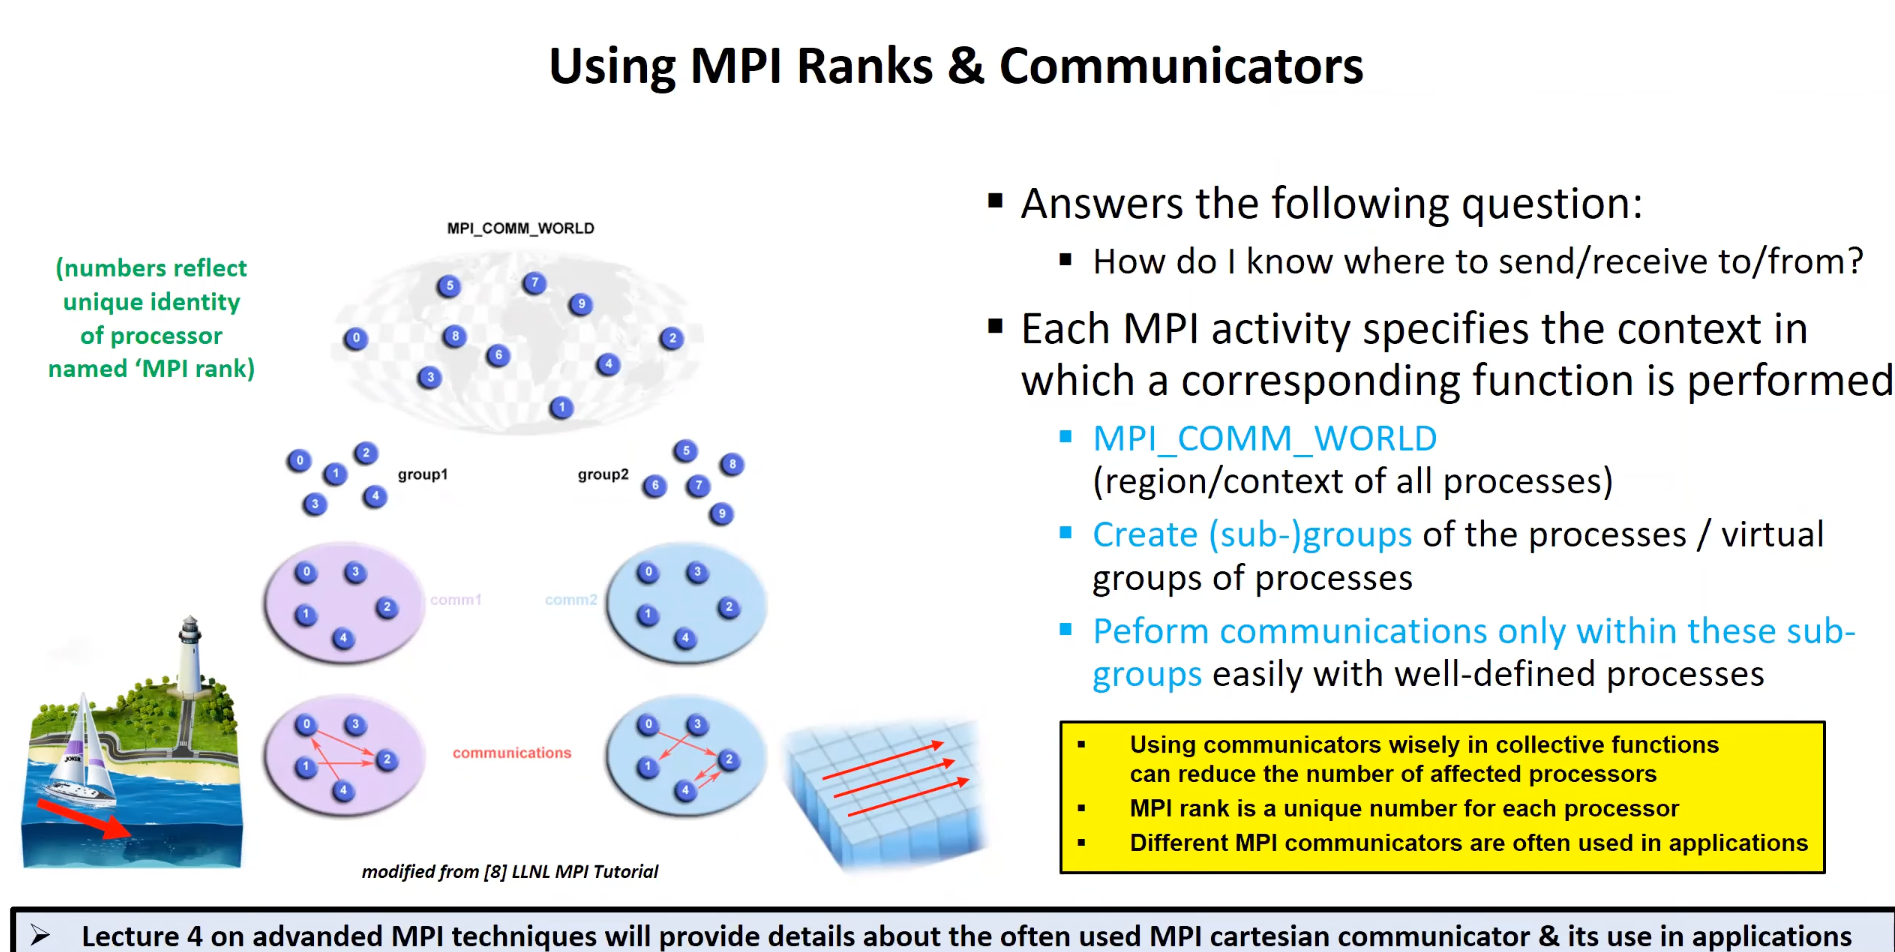 Using MPI Ranks & Communicators
(numbers reflect
unique identity
of processor
named ‘MPI rank)
MPI_COMM_WORLD
5
7
9
0
8
2
6
4
3
1
0
2
1
3
4
group1
group2
5
8
6
7
9
0
3
1
2
4
comm1
comm2
0
3
1
2
4
0
3
1
2
4
communications
0
3
1
2
4
JOKER
modified from [8] LLNL MPI Tutorial
▪ Answers the following question:
▪ How do I know where to send/receive to/from?
▪ Each MPI activity specifies the context in
which a corresponding function is performed
▪ MPI_COMM_WORLD
(region/context of all processes)
▪ Create (sub-)groups of the processes / virtual
groups of processes
▪ Peform communications only within these sub-
groups easily with well-defined processes
▪ Using communicators wisely in collective functions
can reduce the number of affected processors
▪ MPI rank is a unique number for each processor
▪ Different MPI communicators are often used in applications
➢ Lecture 4 on advanded MPI techniques will provide details about the often used MPI cartesian communicator & its use in applications